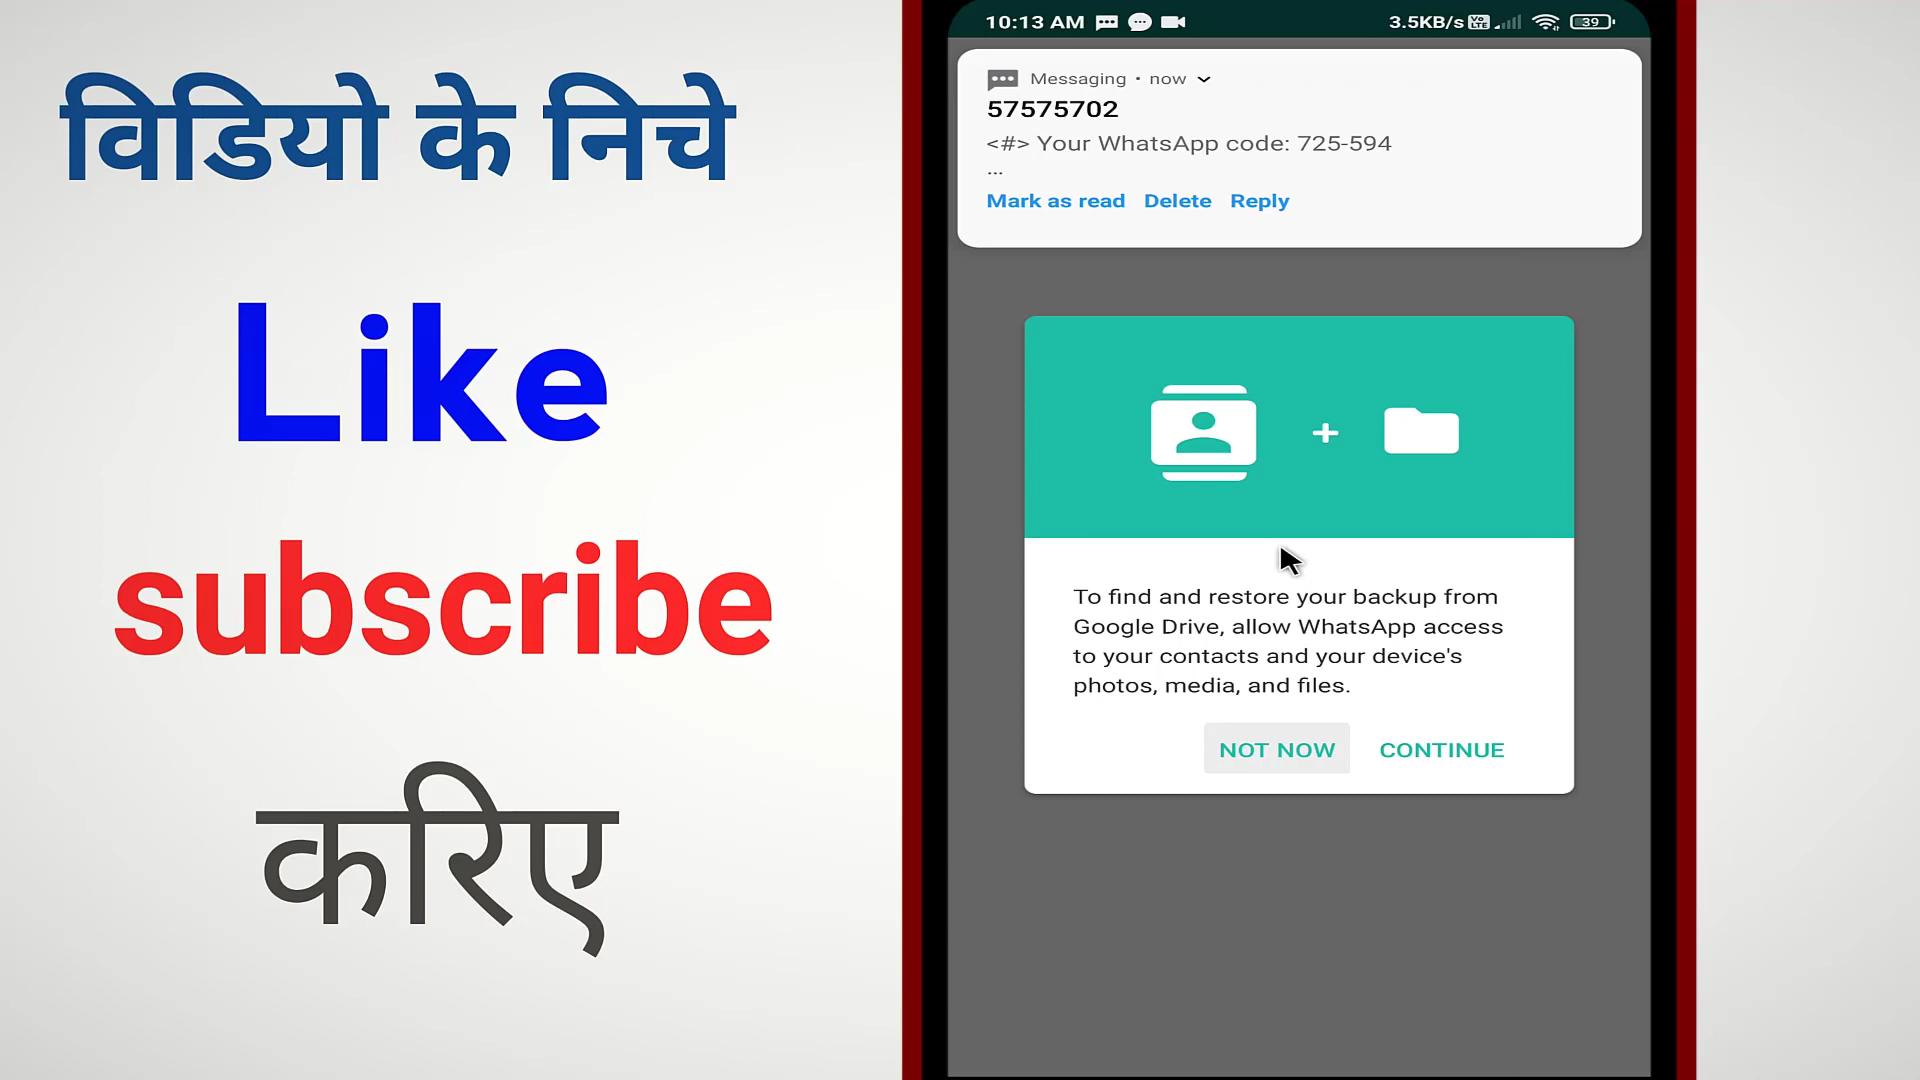 विडियो के निचे
Like
subscribe
करिए
10:13 AM
3.5KB/s Vo LTE 39
Messaging • now
57575702
<#> Your WhatsApp code: 725-594
...
Mark as read Delete Reply
To find and restore your backup from
Google Drive, allow WhatsApp access
to your contacts and your device's
photos, media, and files.
NOT NOW CONTINUE